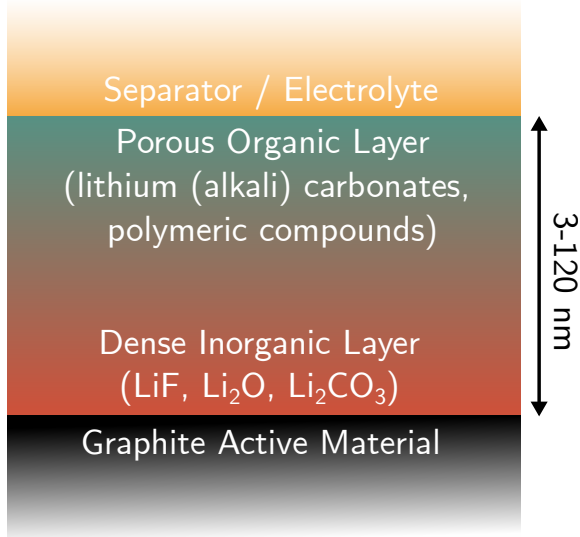 Separator / Electrolyte
Porous Organic Layer
(lithium (alkali) carbonates,
polymeric compounds)
3-120 nm
Dense Inorganic Layer
(LiF, Li₂O, Li₂CO₃)
Graphite Active Material